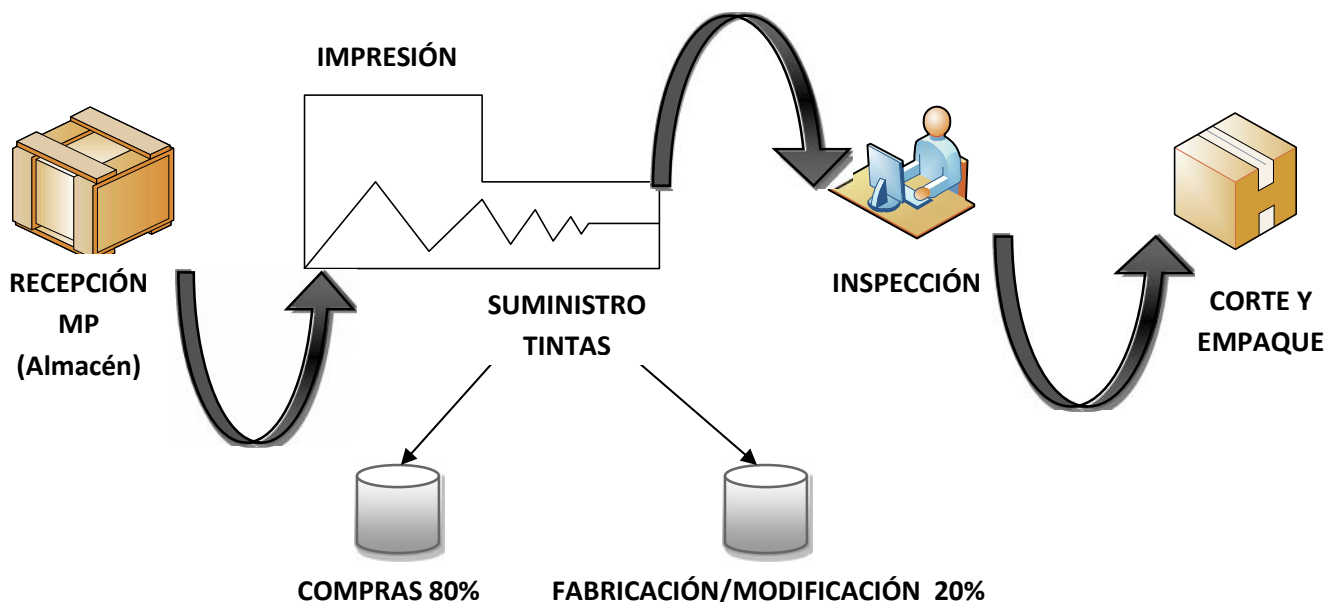 IMPRESIÓN
RECEPCIÓN
MP
(Almacén)
SUMINISTRO
TINTAS
INSPECCIÓN
CORTE Y
EMPAQUE
COMPRAS 80%
FABRICACIÓN/MODIFICACIÓN 20%